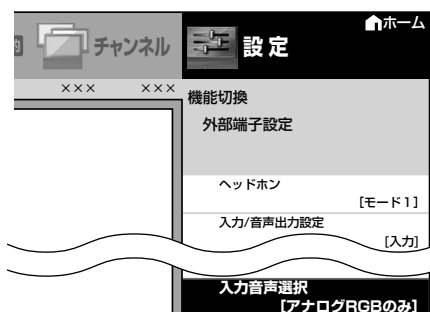 ホーム
チャンネル
設定
××× ×××
機能切換
外部端子設定
ヘッドホン
[モード1]
入力/音声出力設定
[入力]
入力音声選択
[アナログRGBのみ]